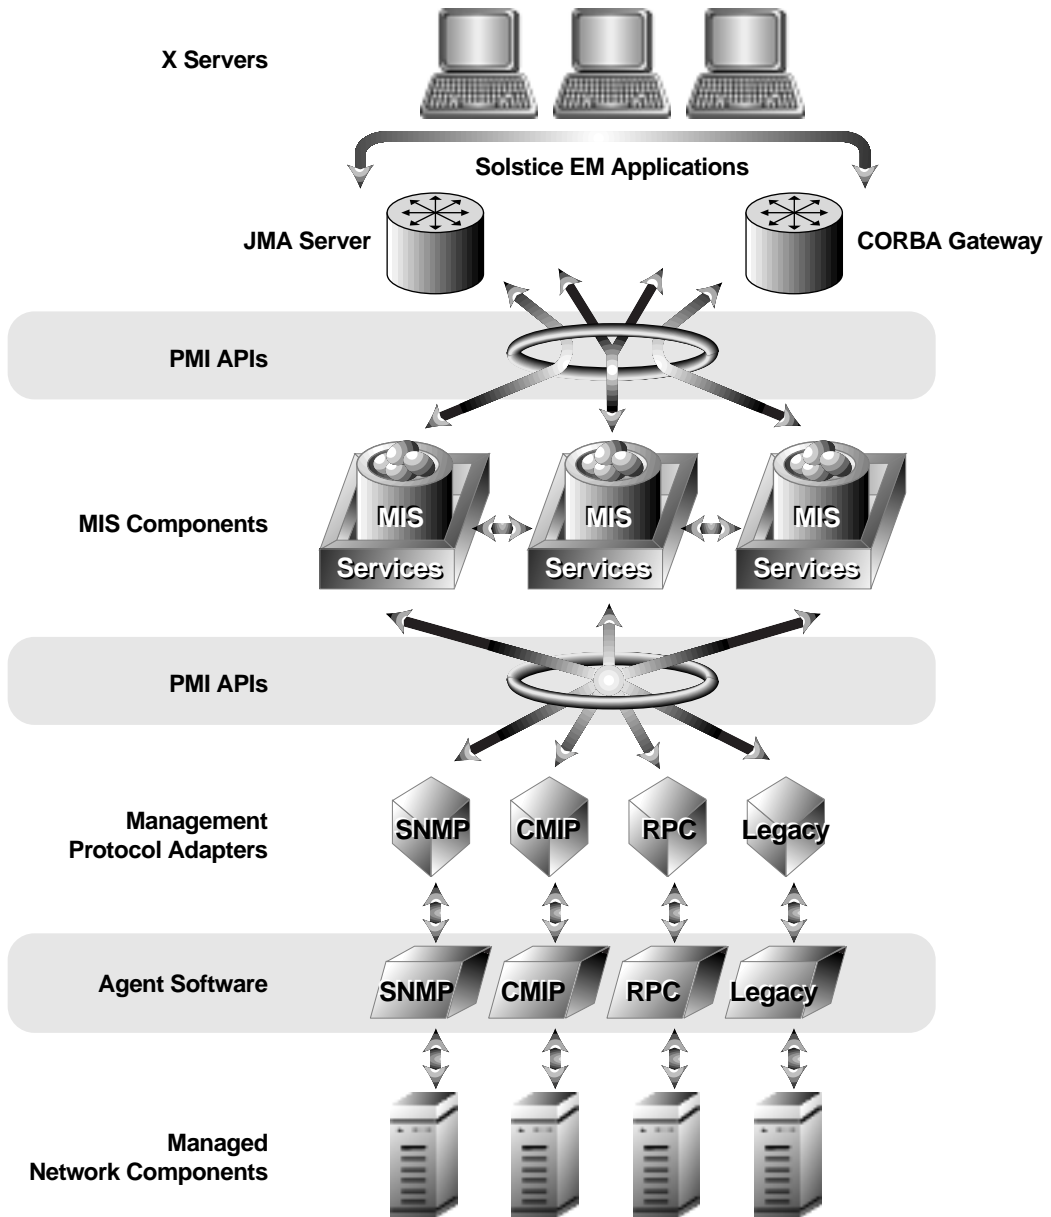 X Servers
Solstice EM Applications
JMA Server
CORBA Gateway
PMI APIs
MIS Components
MIS
MIS
MIS
Services
Services
Services
PMI APIs
Management
Protocol Adapters
SNMP
CMIP
RPC
Legacy
Agent Software
SNMP
CMIP
RPC
Legacy
Managed
Network Components